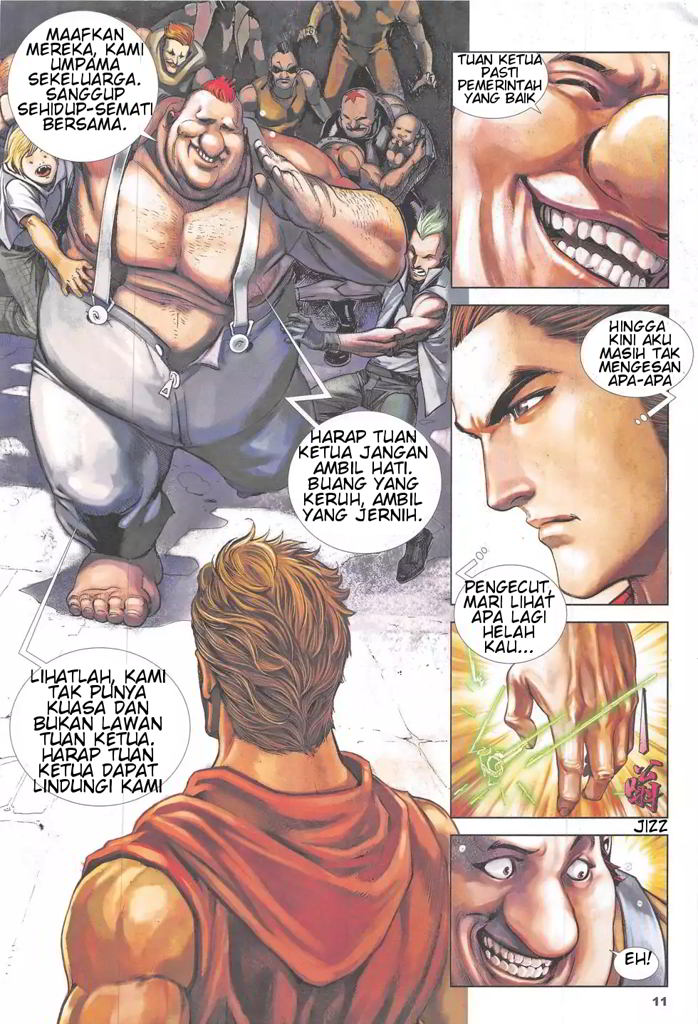 MAAFKAN
MEREKA, KAMI
UMPAMA
SEKELUARGA.
SANGGUP
SEHIDUP-SEMATI
BERSAMA.
HARAP TUAN
KETUA JANGAN
AMBIL HATI.
BUANG YANG
KERUH, AMBIL
YANG JERNIH.
LIHATLAH, KAMI
TAK PUNYA
KUASA DAN
BUKAN LAWAN
TUAN KETUA.
HARAP TUAN
KETUA DAPAT
LINDUNGI KAMI
TUAN KETUA
PASTI
PEMERINTAH
YANG BAIK
HINGGA
KINI AKU
MASIH TAK
MENGESAN
APA-APA
PENGECUT,
MARI LIHAT
APA LAGI
HELAH
KAU...
JIZZ
EH!
11